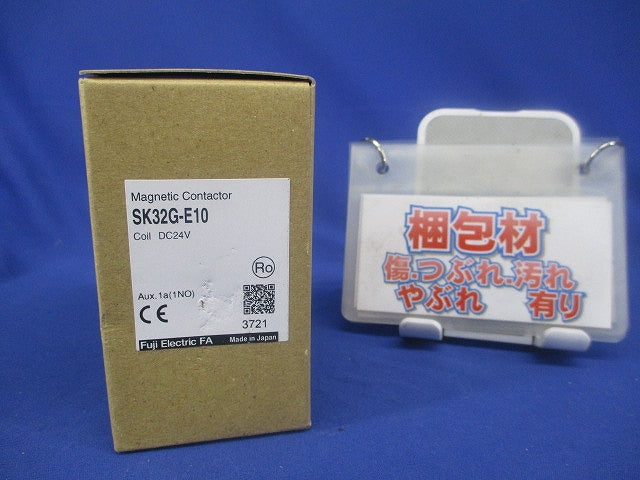 Magnetic Contactor
SK32G-E10
Coil DC24V
Ro
Aux.1a(1NO)
CE
3721
Fuji Electric FA Made in Japan
梱包材
傷.つぶれ.汚れ
やぶれ 有り